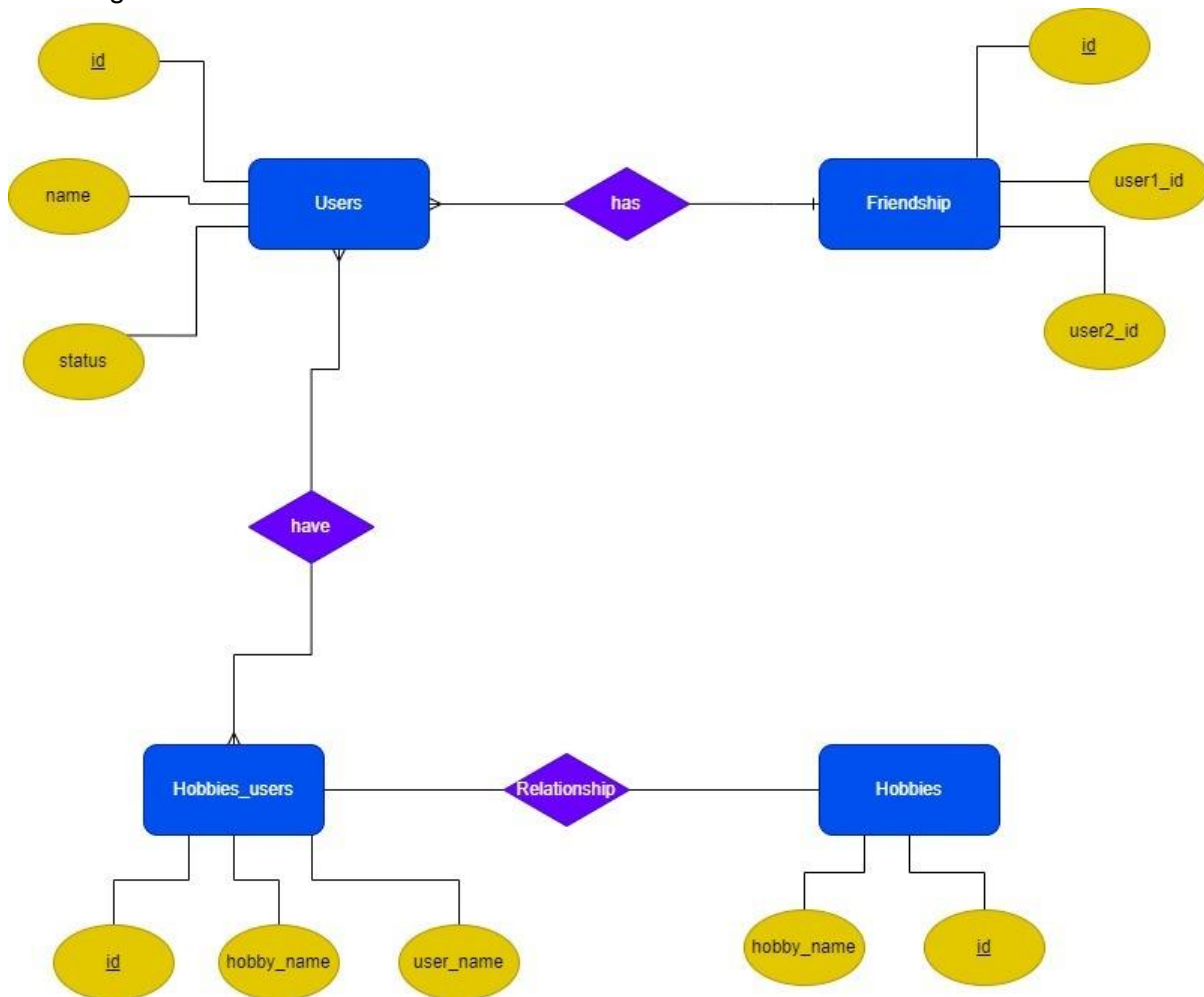 g
id
id
name
Users
has
Friendship
user1_id
status
user2_id
have
Hobbies_users
Relationship
Hobbies
id
hobby_name
user_name
hobby_name
id